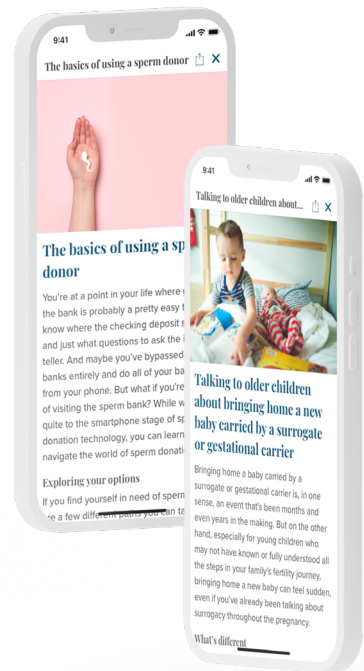 9:41
The basics of using a sperm donor
The basics of using a sp
donor
You're at a point in your life where
the bank is probably a pretty easy t
know where the checking deposit s
and just what questions to ask the
teller. And maybe you've bypassed
banks entirely and do all of your ba
from your phone. But what if you're
of visiting the sperm bank? While w
quite to the smartphone stage of sp
donation technology, you can learn
navigate the world of sperm donati
Exploring your options
If you find yourself in need of sperm
are a few different paths you can ta
9:41
Talking to older children about...
Talking to older children
about bringing home a new
baby carried by a surrogate
or gestational carrier
Bringing home a baby carried by a
surrogate or gestational carrier is, in one
sense, an event that's been months and
even years in the making. But on the other
hand, especially for young children who
may not have known or fully understood all
the steps in your family's fertility journey,
bringing home a new baby can feel sudden,
even if you've already been talking about
surrogacy throughout the pregnancy.
What's different